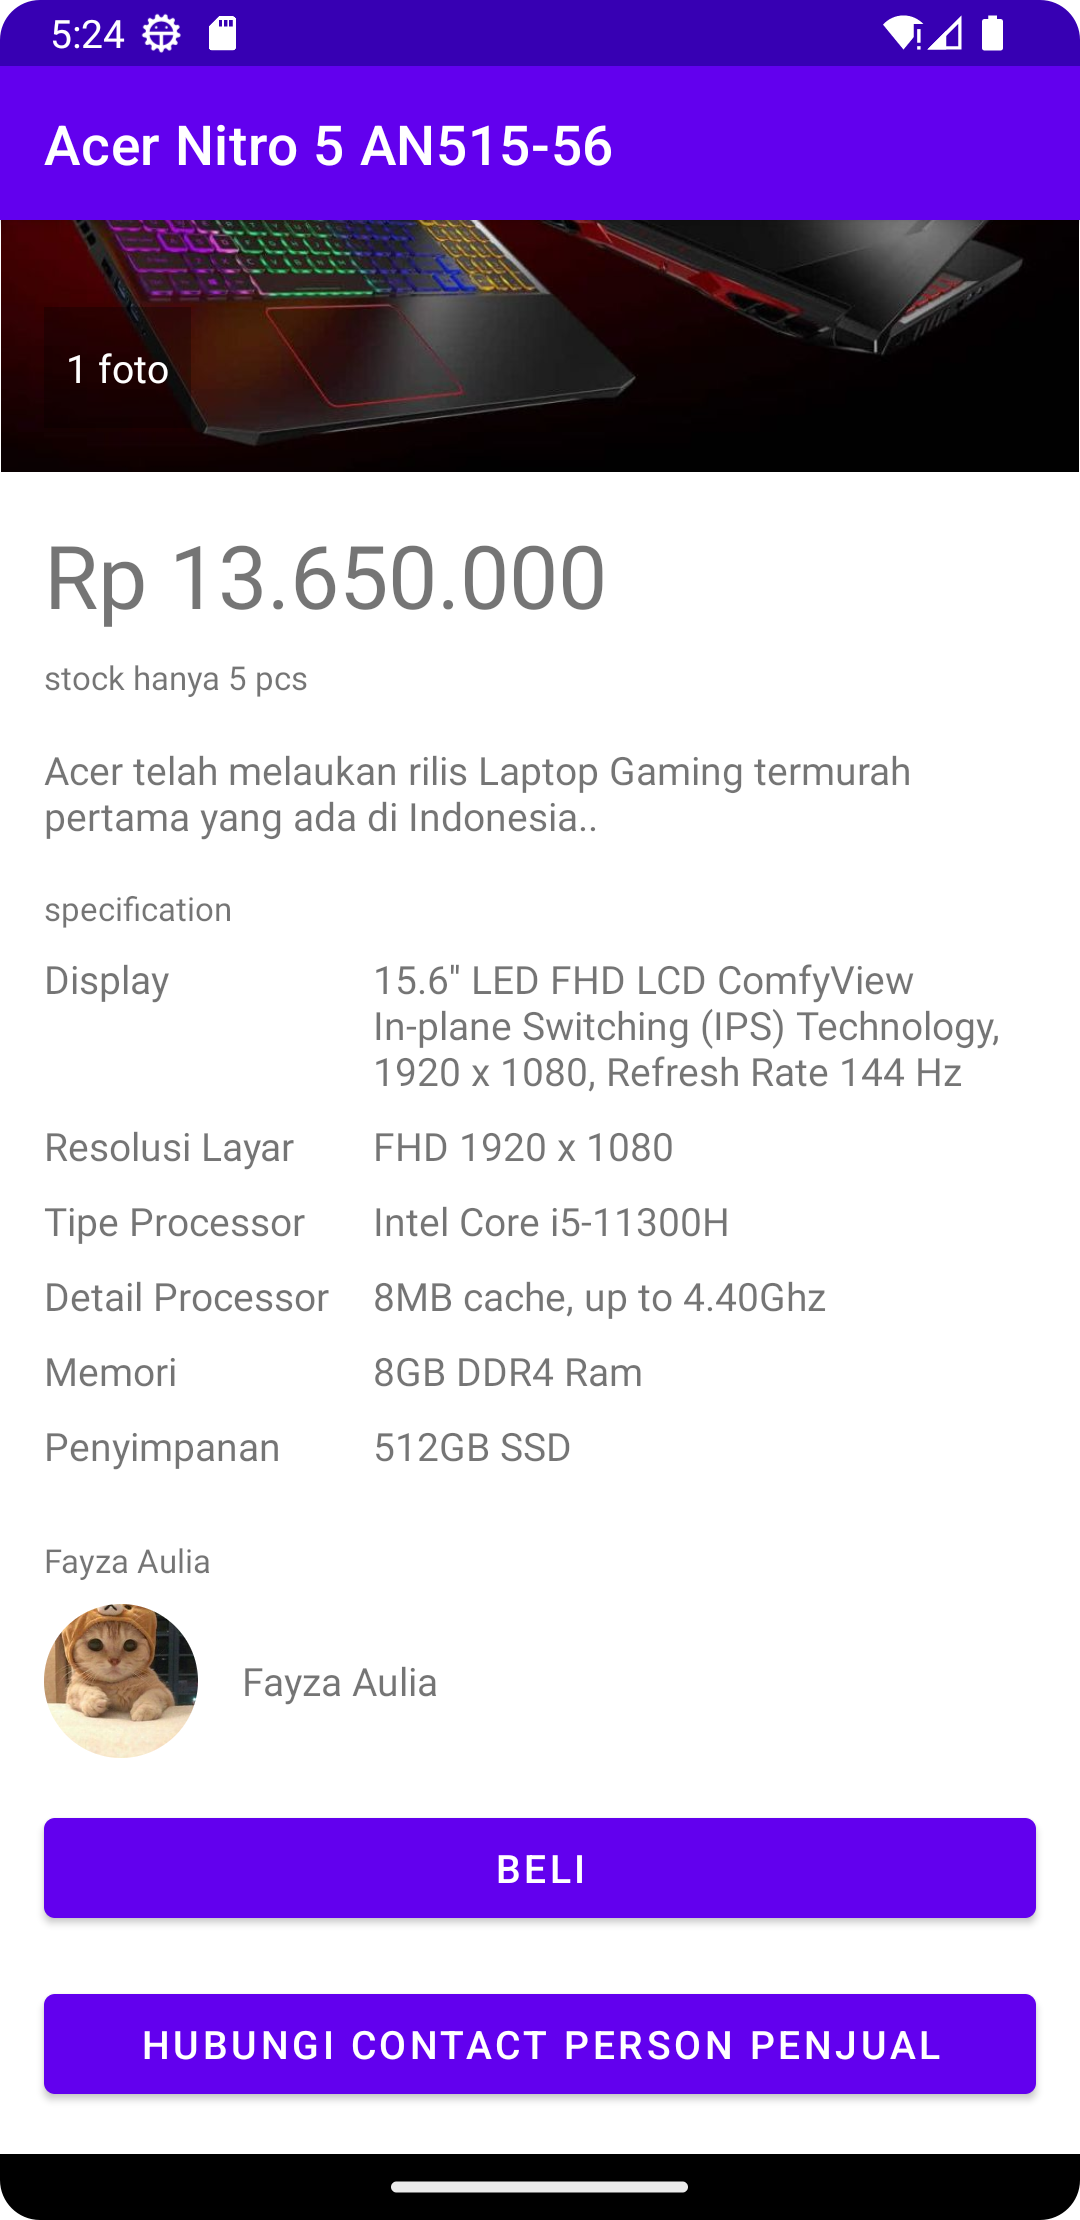 5:24
Acer Nitro 5 AN515-56
1 foto
Rp 13.650.000
stock hanya 5 pcs
Acer telah melaukan rilis Laptop Gaming termurah
pertama yang ada di Indonesia..
specification
Display
15.6" LED FHD LCD ComfyView
In-plane Switching (IPS) Technology,
1920 x 1080, Refresh Rate 144 Hz
Resolusi Layar
FHD 1920 x 1080
Tipe Processor
Intel Core i5-11300H
Detail Processor
8MB cache, up to 4.40Ghz
Memori
8GB DDR4 Ram
Penyimpanan
512GB SSD
Fayza Aulia
Fayza Aulia
BELI
HUBUNGI CONTACT PERSON PENJUAL